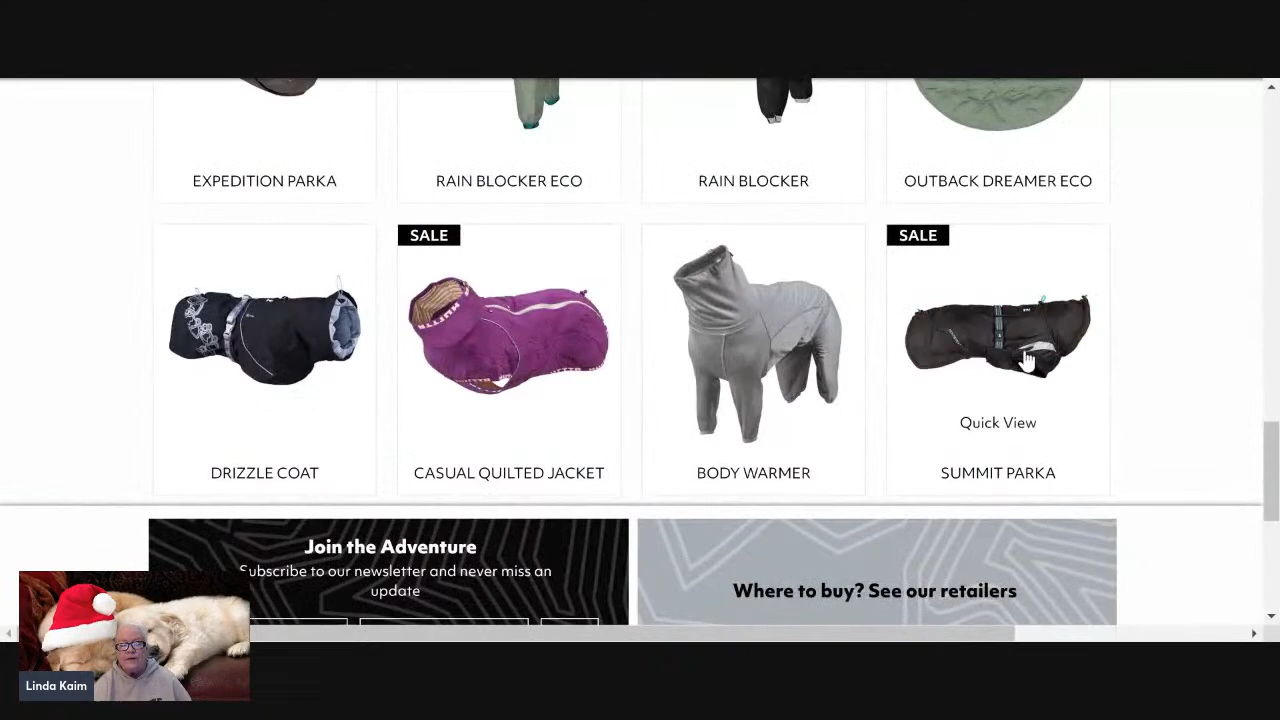 EXPEDITION PARKA
RAIN BLOCKER ECO
RAIN BLOCKER
OUTBACK DREAMER ECO
SALE
SALE
Quick View
DRIZZLE COAT
CASUAL QUILTED JACKET
BODY WARMER
SUMMIT PARKA
Join the Adventure
Subscribe to our newsletter and never miss an
update
Where to buy? See our retailers
Linda Kaim